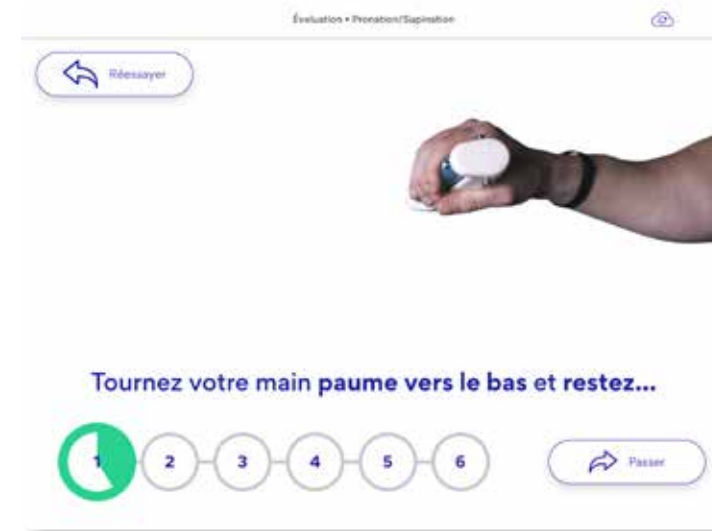 Évaluation • Pronation/Supination
Réessayer
Tournez votre main paume vers le bas et restez...
1 2 3 4 5 6
Passer